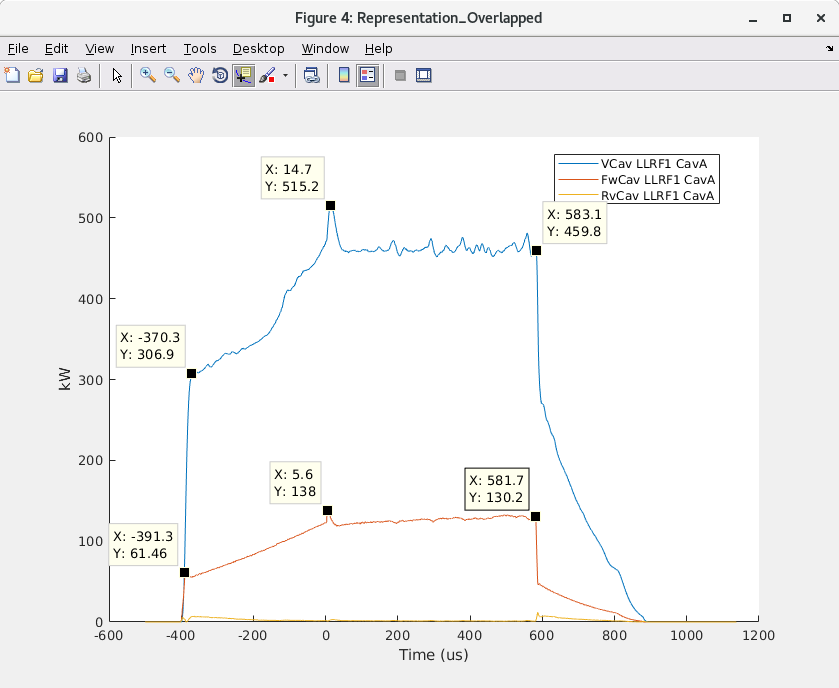 Figure 4: Representation_Overlapped
File Edit View Insert Tools Desktop Window Help
600
500
400
300
200
100
0
kW
X: 14.7
Y: 515.2
VCav LLRF1 CavA
FwCav LLRF1 CavA
RvCav LLRF1 CavA
X: 583.1
Y: 459.8
X: -370.3
Y: 306.9
X: 5.6
Y: 138
X: 581.7
Y: 130.2
X: -391.3
Y: 61.46
-600 -400 -200 0 200 400 600 800 1000 1200
Time (us)